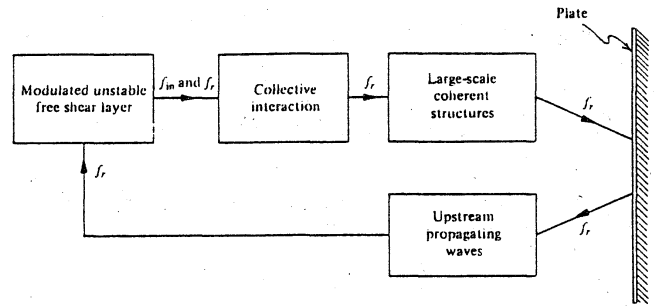 Plate
Modulated unstable
free shear layer
f_in and f_r
Collective
interaction
f_r
Large-scale
coherent
structures
f_r
f_r
Upstream
propagating
waves
f_r